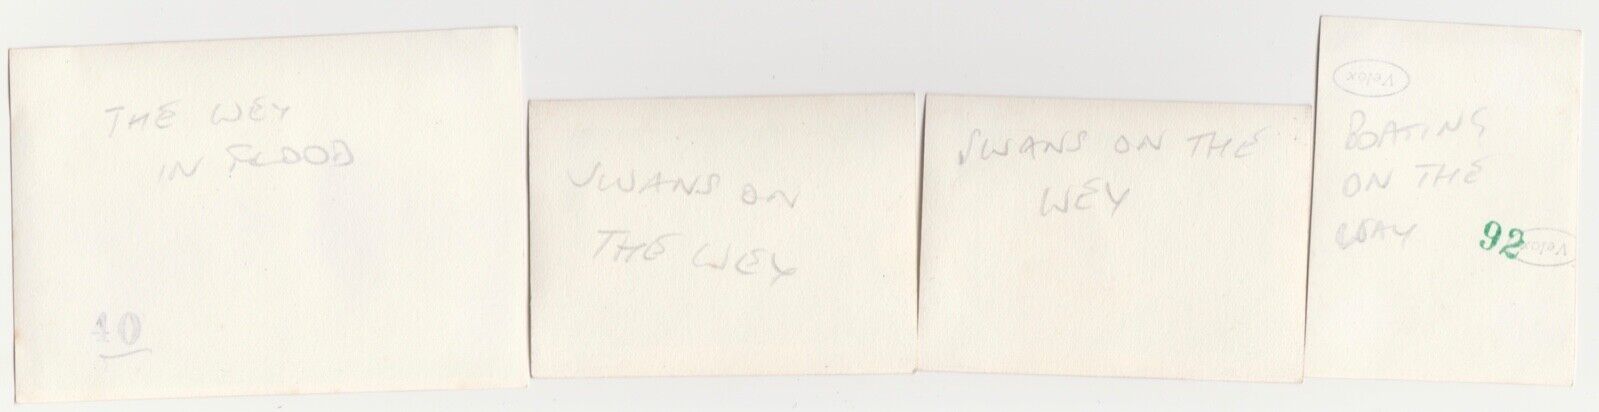 THE WEY
IN FLOOD
40
SWANS ON
THE WEY
SWANS ON THE
WEY
Velox
BOATING
ON THE
WAY
92
Velox